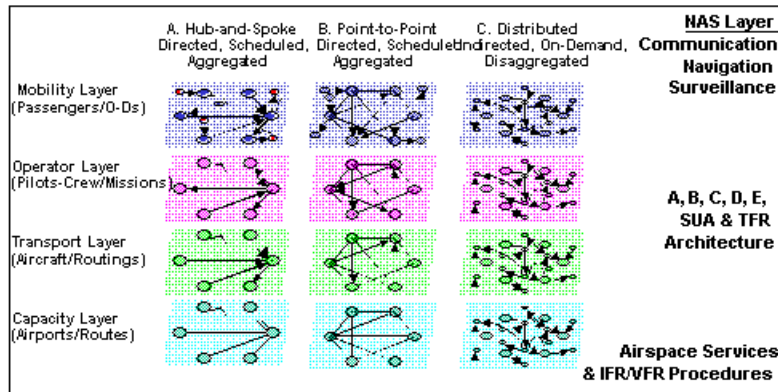 A. Hub-and-Spoke
Directed, Scheduled,
Aggregated
B. Point-to-Point
Directed, Schedule
Aggregated
C. Distributed
Undirected, On-Demand,
Disaggregated
NAS Layer
Communication
Navigation
Surveillance
Mobility Layer
(Passengers/O-Ds)
Operator Layer
(Pilots-Crew/Missions)
A, B, C, D, E,
SUA & TFR
Architecture
Transport Layer
(Aircraft/Routings)
Capacity Layer
(Airports/Routes)
Airspace Services
& IFR/VFR Procedures